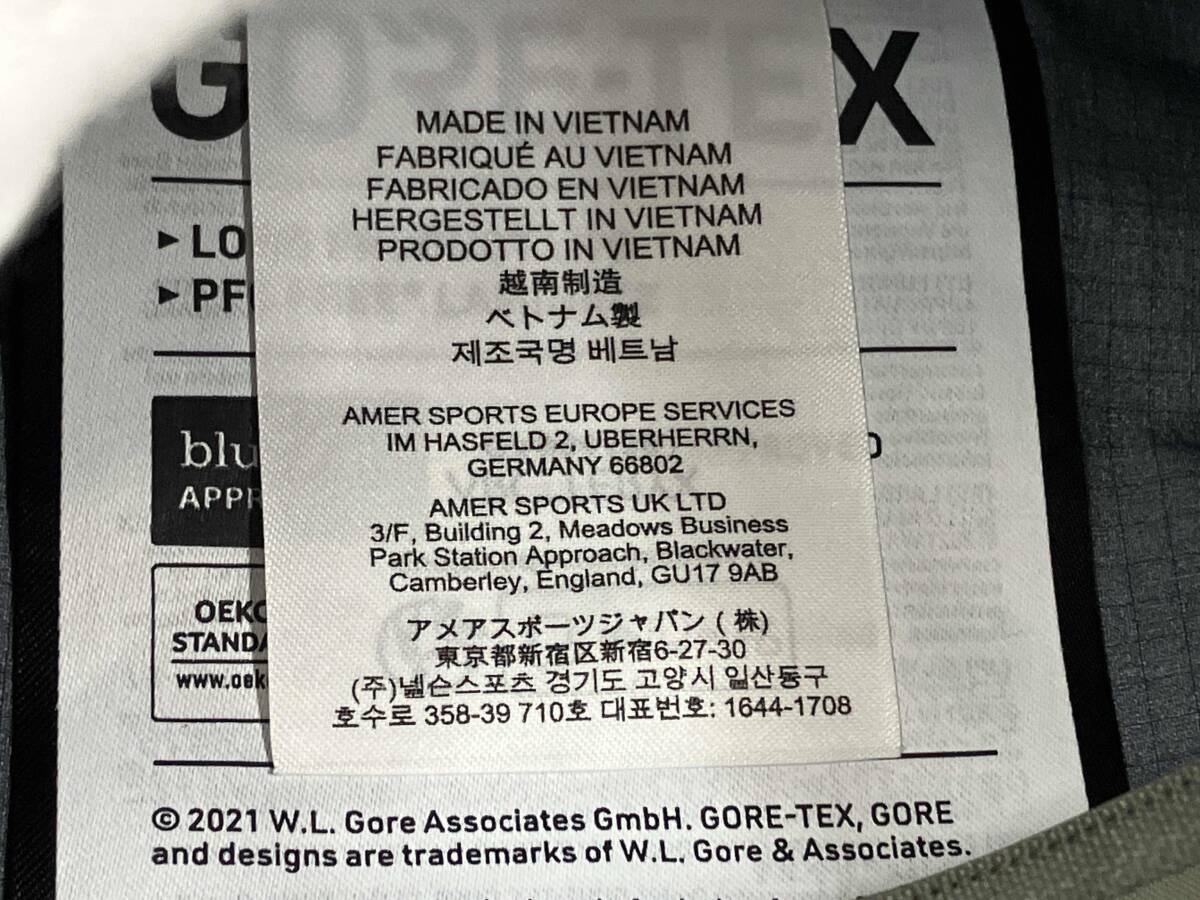 GORE-TEX
MADE IN VIETNAM
FABRIQUÉ AU VIETNAM
FABRICADO EN VIETNAM
HERGESTELLT IN VIETNAM
PRODOTTO IN VIETNAM
越南制造
ベトナム製
제조국명 베트남
AMER SPORTS EUROPE SERVICES
IM HASFELD 2, UBERHERRN,
GERMANY 66802
AMER SPORTS UK LTD
3/F, Building 2, Meadows Business
Park Station Approach, Blackwater,
Camberley, England, GU17 9AB
アメアスポーツジャパン ( 株)
東京都新宿区新宿6-27-30
(주)넬슨스포츠 경기도 고양시 일산동구
호수로 358-39 710호 대표번호: 1644-1708
OEKO
STANDA
www.oek
© 2021 W.L. Gore Associates GmbH. GORE-TEX, GORE
and designs are trademarks of W.L. Gore & Associates.